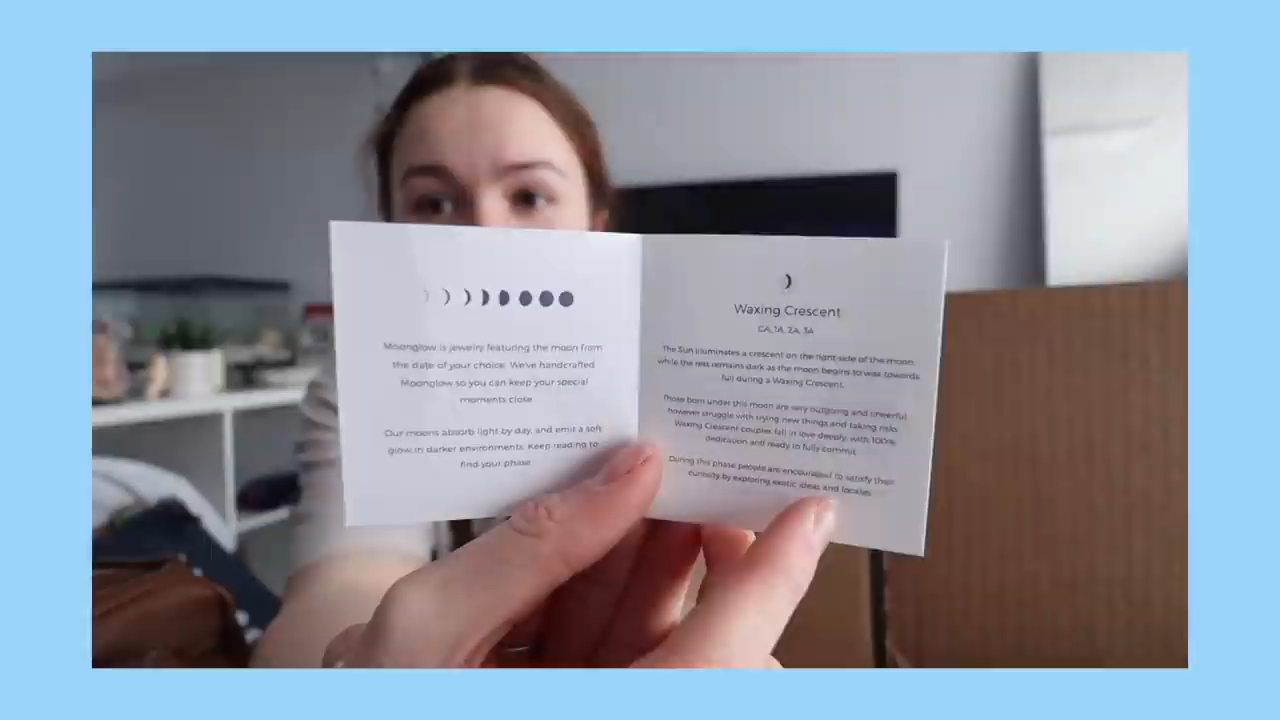 Moonglow is jewelry featuring the moon from
the date of your choice. We've handcrafted
Moonglow so you can keep your special
moments close.
Our moons absorb light by day, and emit a soft
glow in darker environments. Keep reading to
find your phase.
Waxing Crescent
0A, 1A, 2A, 3A
The Sun illuminates a crescent on the right side of the moon,
while the rest remains dark as the moon begins to wax towards
full during a Waxing Crescent.
Those born under this moon are very outgoing and cheerful,
however struggle with trying new things and taking risks.
Waxing Crescent couples fall in love deeply, with 100%
dedication and ready to fully commit.
During this phase people are encouraged to satisfy their
curiosity by exploring exotic ideas and locales.